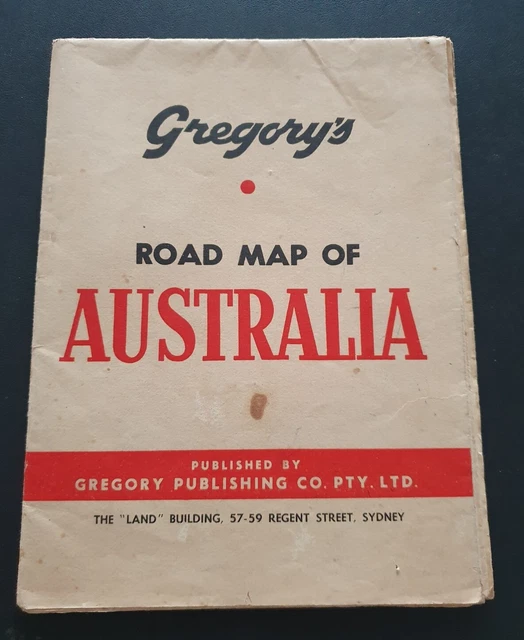 Gregory's
ROAD MAP OF
AUSTRALIA
PUBLISHED BY
GREGORY PUBLISHING CO. PTY. LTD.
THE "LAND" BUILDING, 57-59 REGENT STREET, SYDNEY